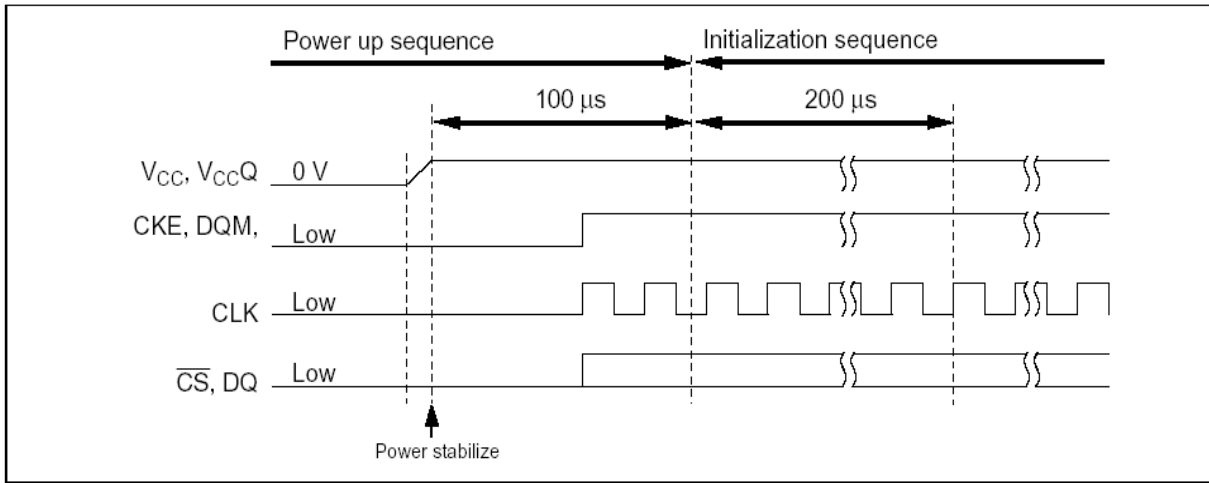 Power up sequence
Initialization sequence
100 μs
200 μs
VCC, VCCQ
0 V
CKE, DQM,
Low
CLK
Low
C̅S̅, DQ
Low
Power stabilize